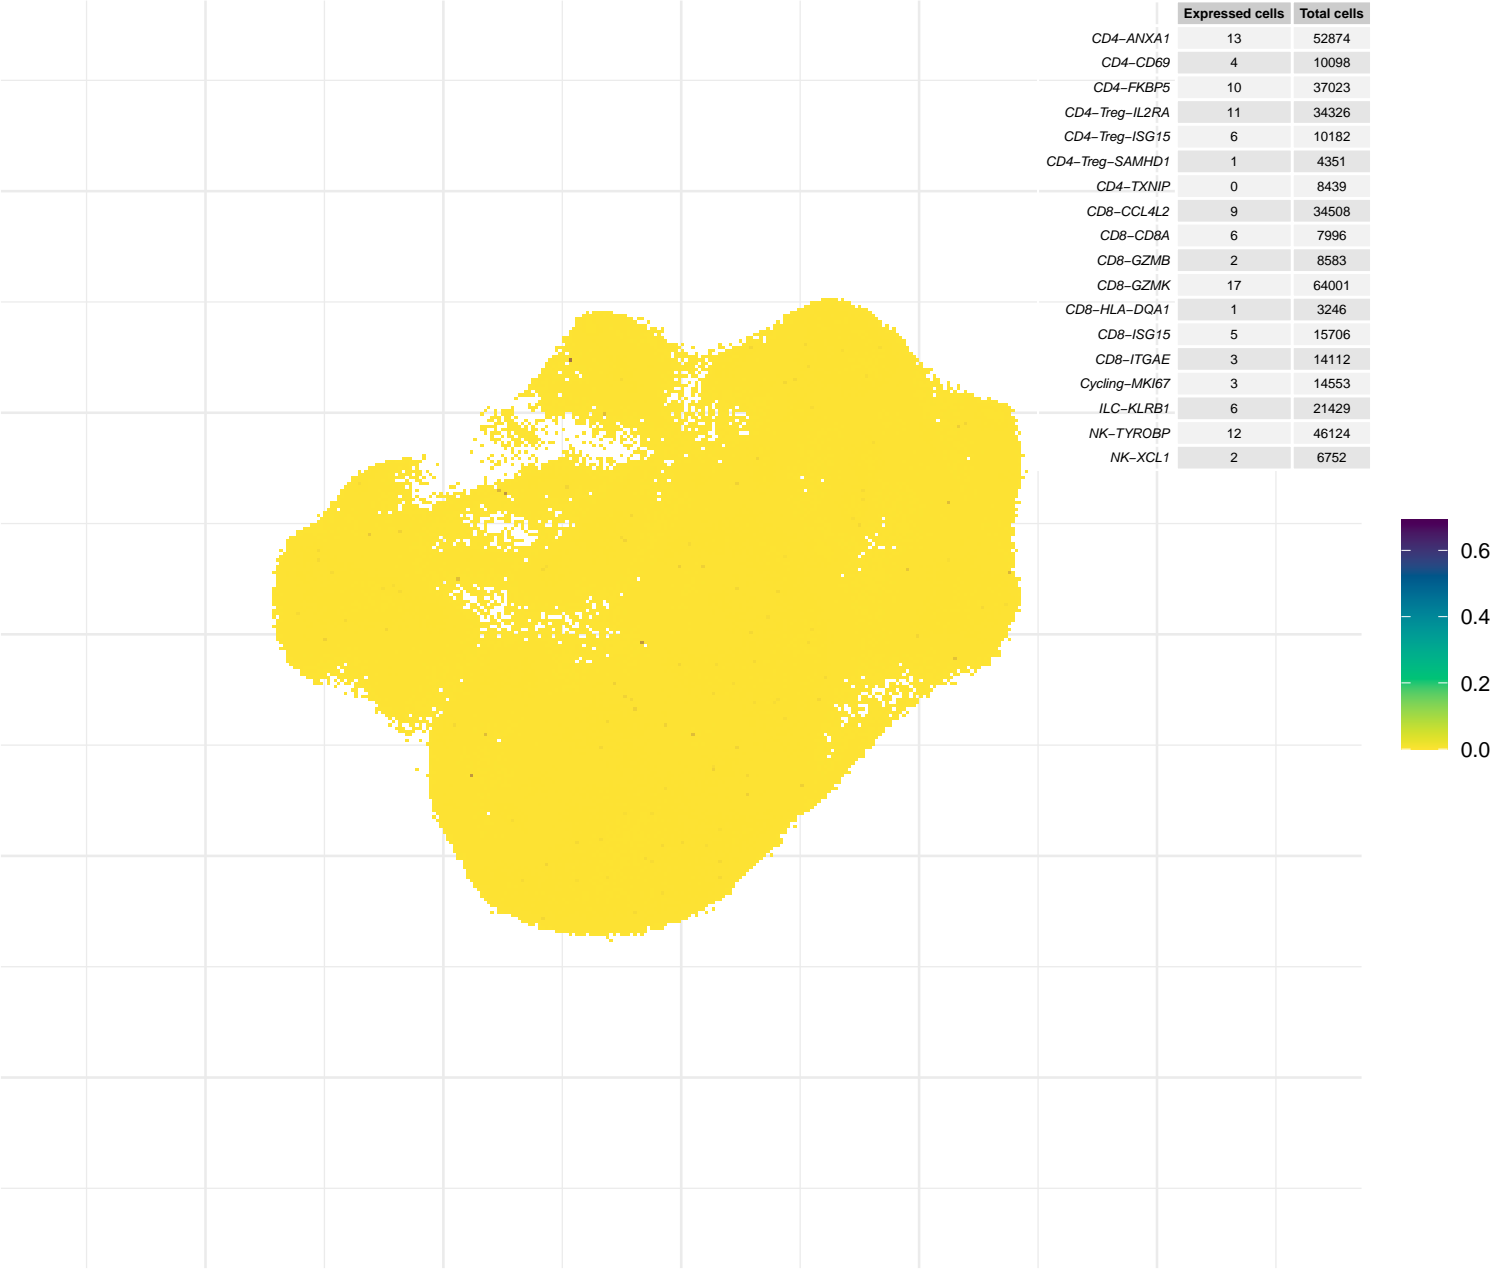 Expressed cells Total cells
CD4−ANXA1 13 52874
CD4−CD69 4 10098
CD4−FKBP5 10 37023
CD4−Treg−IL2RA 11 34326
CD4−Treg−ISG15 6 10182
CD4−Treg−SAMHD1 1 4351
CD4−TXNIP 0 8439
CD8−CCL4L2 9 34508
CD8−CD8A 6 7996
CD8−GZMB 2 8583
CD8−GZMK 17 64001
CD8−HLA−DQA1 1 3246
CD8−ISG15 5 15706
CD8−ITGAE 3 14112
Cycling−MKI67 3 14553
ILC−KLRB1 6 21429
NK−TYROBP 12 46124
NK−XCL1 2 6752
0.6
0.4
0.2
0.0